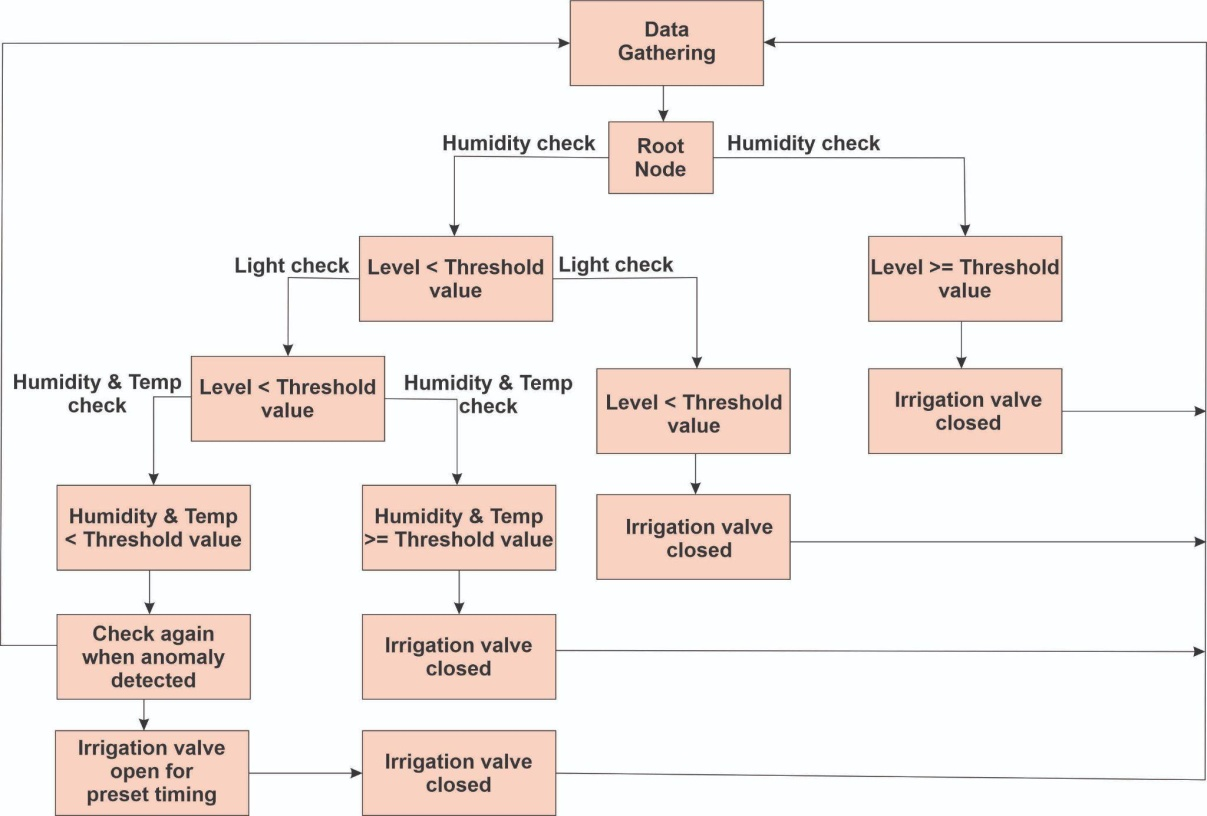 Data
Gathering
Humidity check
Root
Node
Humidity check
Light check
Level < Threshold
value
Light check
Level >= Threshold
value
Humidity & Temp
check
Level < Threshold
value
Humidity & Temp
check
Level < Threshold
value
Irrigation valve
closed
Humidity & Temp
< Threshold value
Humidity & Temp
>= Threshold value
Irrigation valve
closed
Check again
when anomaly
detected
Irrigation valve
closed
Irrigation valve
open for
preset timing
Irrigation valve
closed